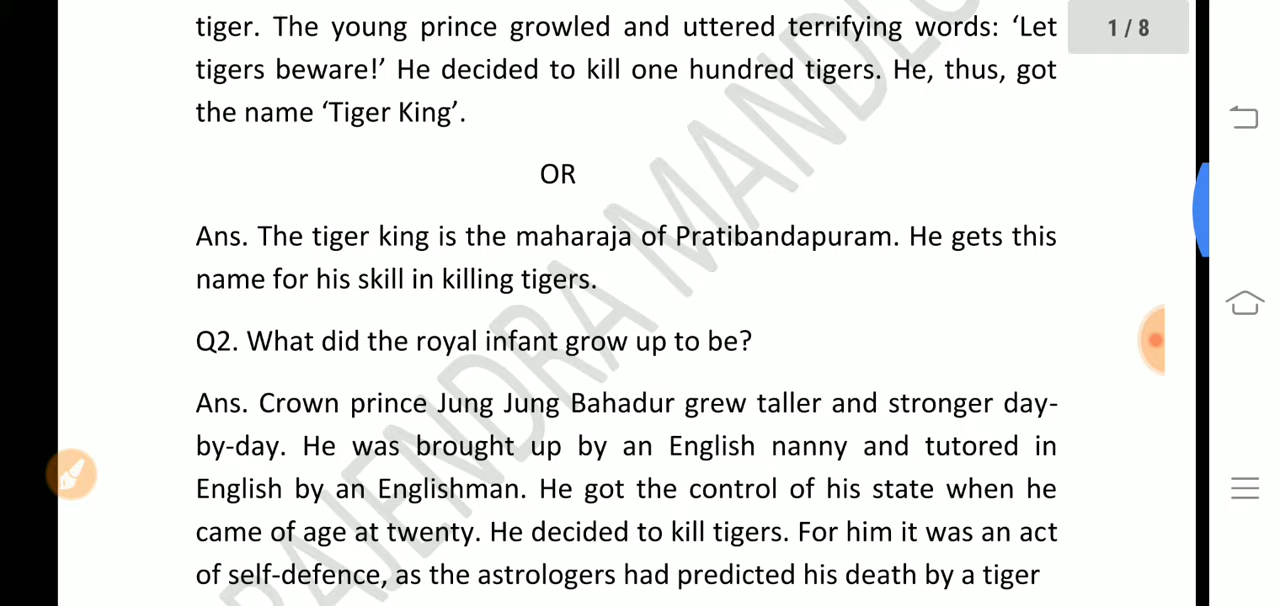 tiger. The young prince growled and uttered terrifying words: ‘Let
tigers beware!’ He decided to kill one hundred tigers. He, thus, got
the name ‘Tiger King’.
OR
Ans. The tiger king is the maharaja of Pratibandapuram. He gets this
name for his skill in killing tigers.
Q2. What did the royal infant grow up to be?
Ans. Crown prince Jung Jung Bahadur grew taller and stronger day-
by-day. He was brought up by an English nanny and tutored in
English by an Englishman. He got the control of his state when he
came of age at twenty. He decided to kill tigers. For him it was an act
of self-defence, as the astrologers had predicted his death by a tiger
1 / 8
RAJENDRA MANDLO